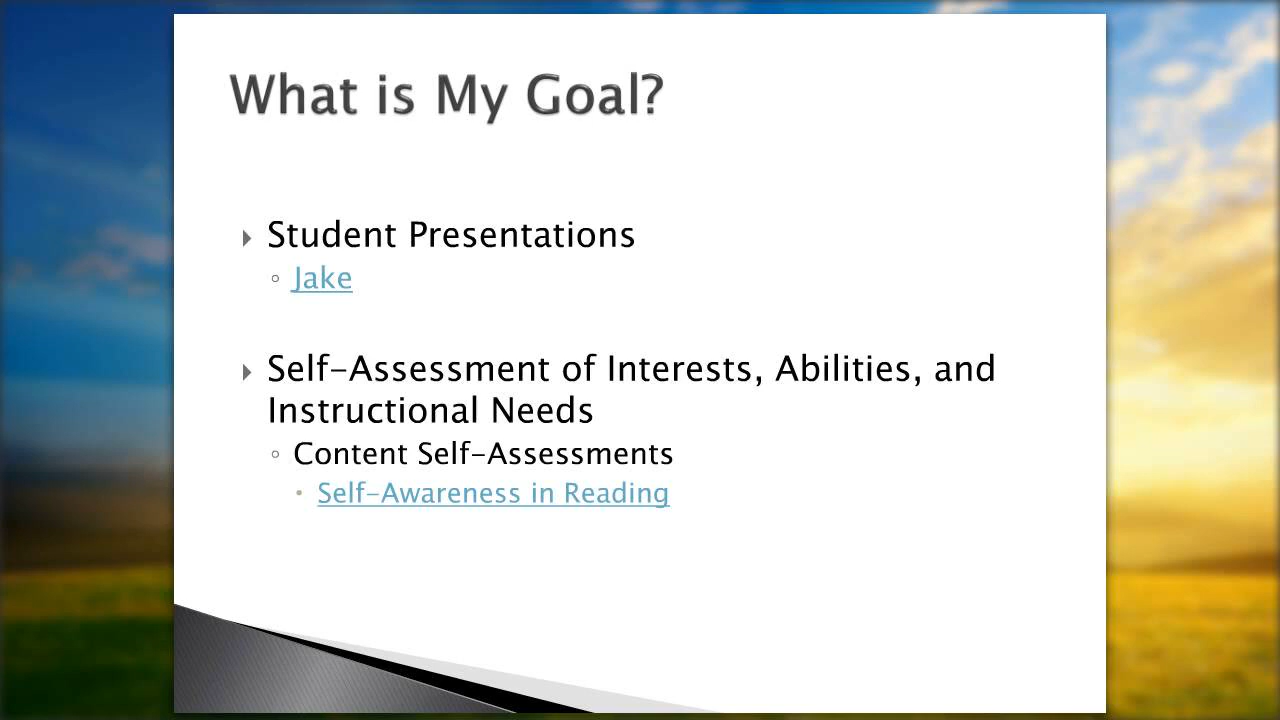 What is My Goal?
Student Presentations
Jake
Self-Assessment of Interests, Abilities, and
Instructional Needs
Content Self-Assessments
Self-Awareness in Reading